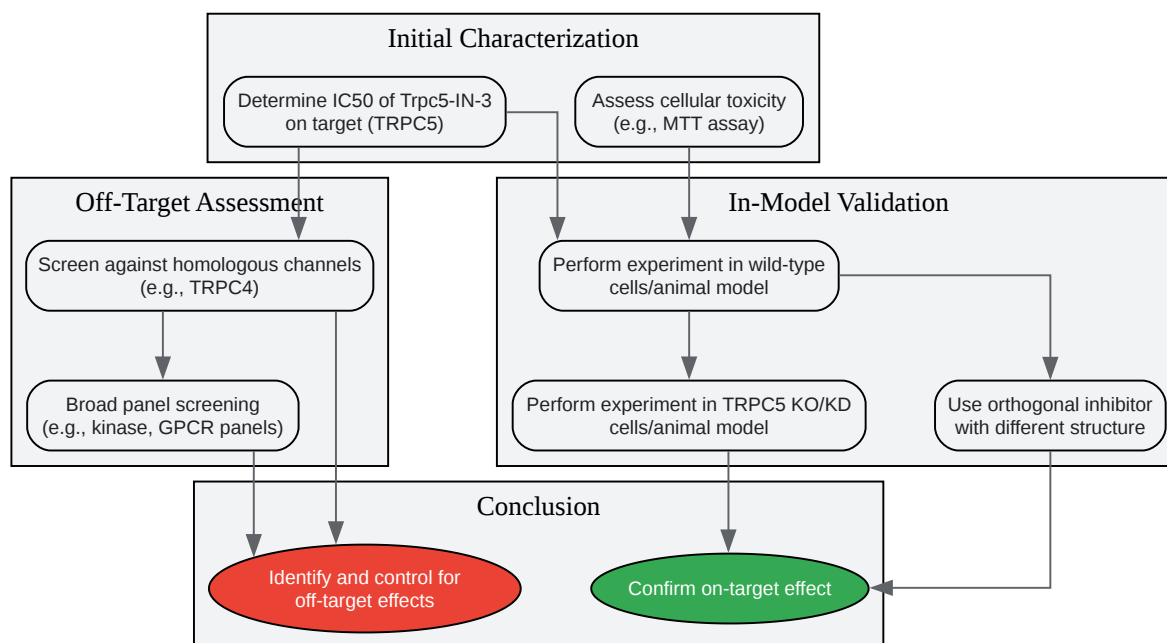 Initial Characterization
Determine IC50 of Trpc5-IN-3
on target (TRPC5)
Assess cellular toxicity
(e.g., MTT assay)
Off-Target Assessment
Screen against homologous channels
(e.g., TRPC4)
Broad panel screening
(e.g., kinase, GPCR panels)
In-Model Validation
Perform experiment in wild-type
cells/animal model
Perform experiment in TRPC5 KO/KD
cells/animal model
Use orthogonal inhibitor
with different structure
Conclusion
Identify and control for
off-target effects
Confirm on-target effect